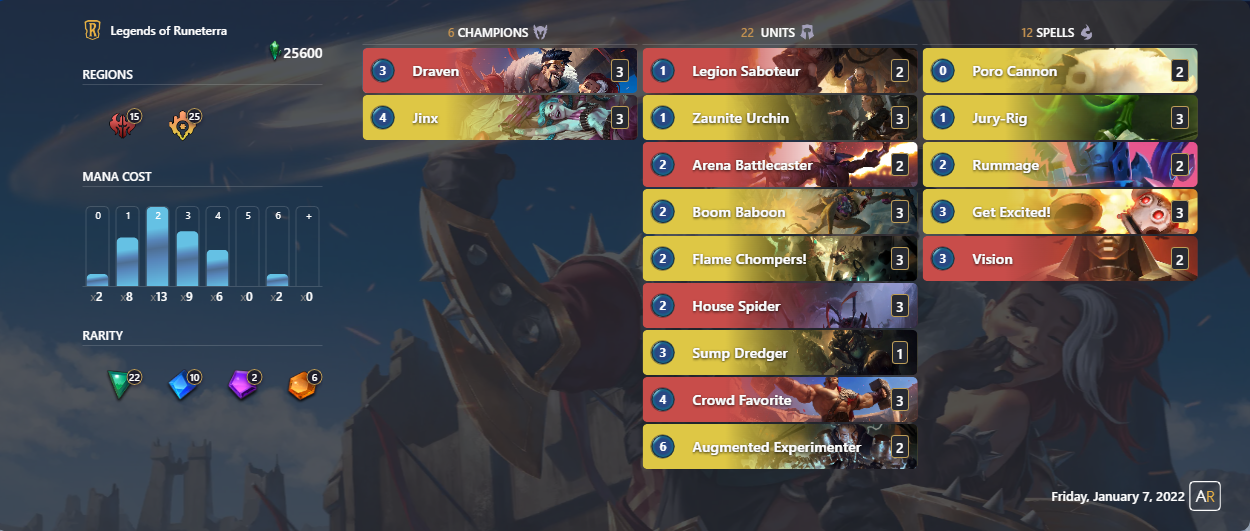 Legends of Runeterra
25600
REGIONS
15 25
MANA COST
0 1 2 3 4 5 6 +
x2 x8 x13 x9 x6 x0 x2 x0
RARITY
22 10 2 6
6 CHAMPIONS
3 Draven 3
4 Jinx 3
22 UNITS
1 Legion Saboteur 2
1 Zaunite Urchin 3
2 Arena Battlecaster 2
2 Boom Baboon 3
2 Flame Chompers! 3
2 House Spider 3
3 Sump Dredger 1
4 Crowd Favorite 3
6 Augmented Experimenter 2
12 SPELLS
0 Poro Cannon 2
1 Jury-Rig 3
2 Rummage 2
3 Get Excited! 3
3 Vision 2
Friday, January 7, 2022 AR